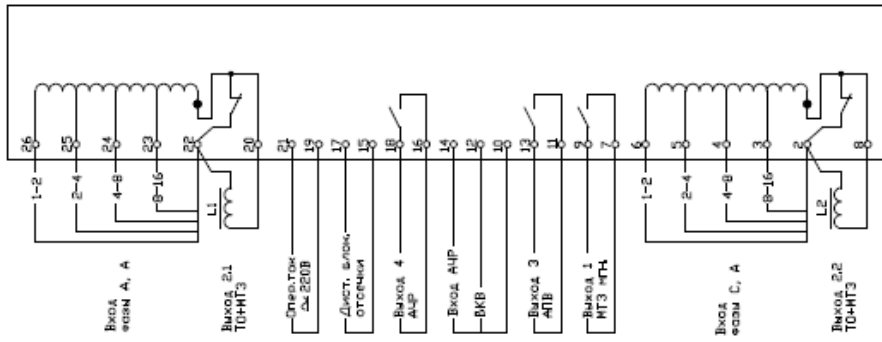 26
25
24
23
22
20
21
19
17
15
18
16
14
12
10
13
11
9
7
6
5
4
3
2
8
1-2
2-4
4-8
8-16
L1
1-2
2-4
4-8
8-16
L2
Вход
фазы А, А
Выход 2.1
ТО+МТЗ
Опер.ток
220В
Дист. блок.
отсечки
Выход 4
АЧР
Вход АЧР
БКВ
Выход 3
АПВ
Выход 1
МТЗ мгн.
Вход
фазы С, А
Выход 2.2
ТО+МТЗ